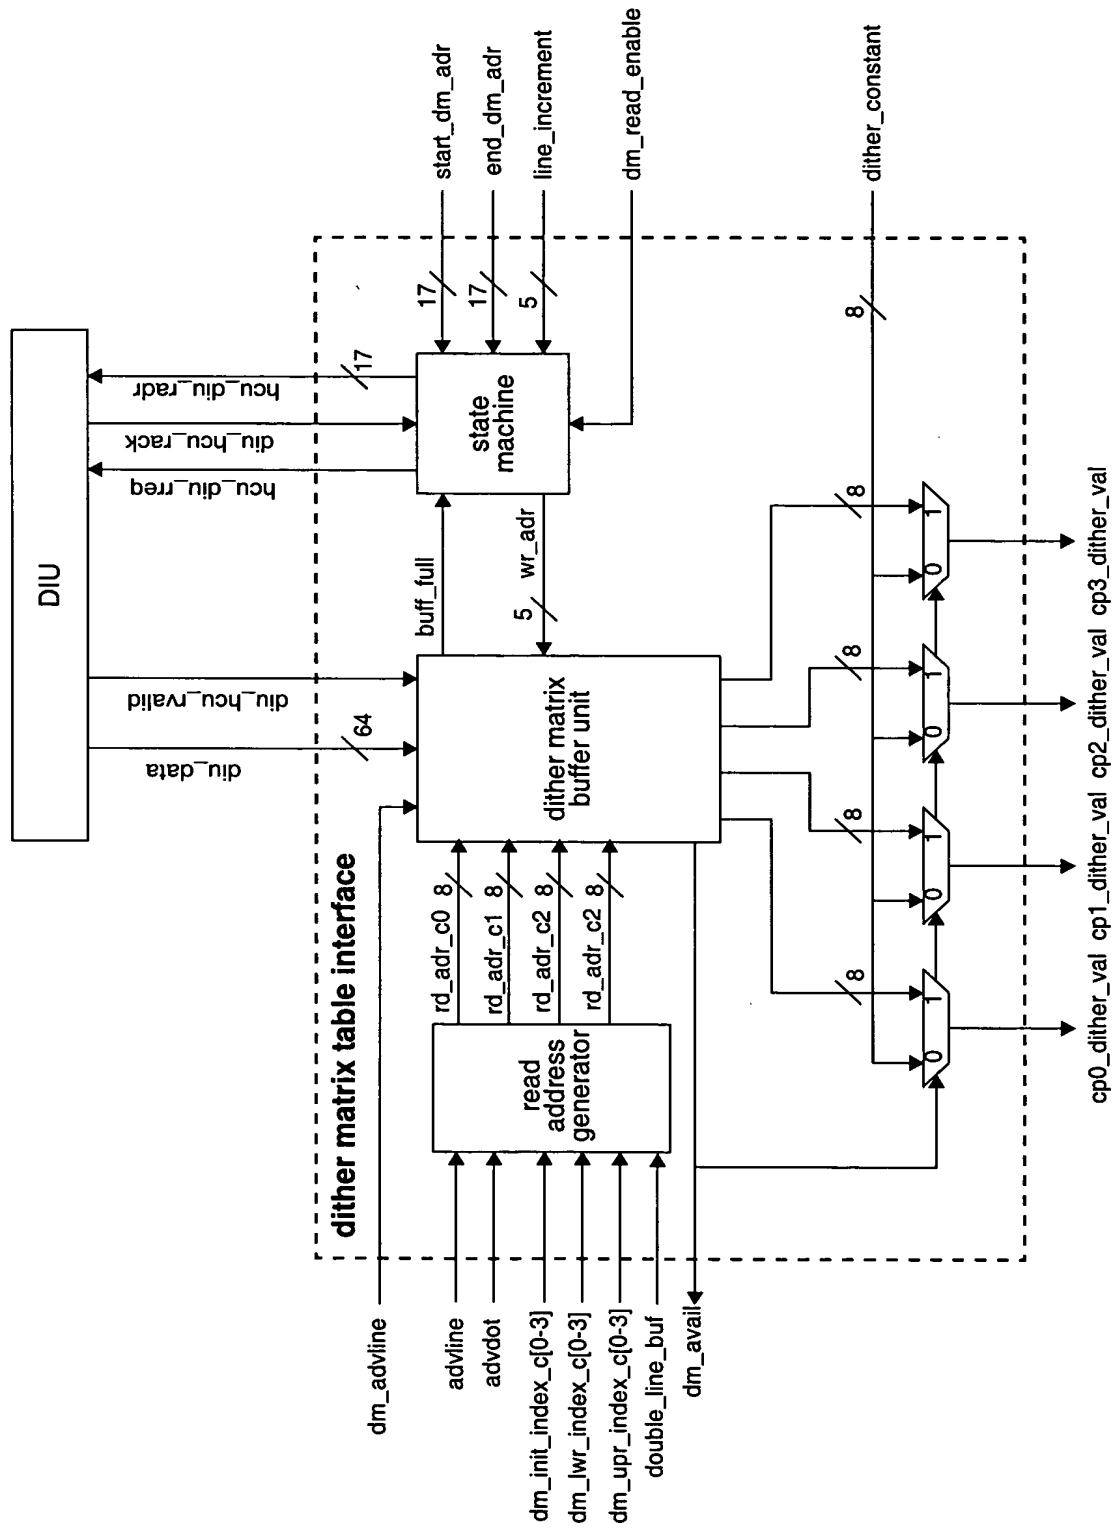 DIU
diu_data
64
diu_hcu_rvalid
hcu_diu_rreq
diu_hcu_rack
hcu_diu_radr
17
dither matrix table interface
dm_advline
advline
advdot
dm_init_index_c[0-3]
dm_lwr_index_c[0-3]
dm_upr_index_c[0-3]
double_line_buf
dm_avail
read
address
generator
rd_adr_c0
8
rd_adr_c1
8
rd_adr_c2
8
rd_adr_c2
8
dither matrix
buffer unit
buff_full
wr_adr
5
state
machine
17
start_dm_adr
17
end_dm_adr
5
line_increment
dm_read_enable
8
dither_constant
8
8
8
8
0 1
0 1
0 1
0 1
cp0_dither_val cp1_dither_val cp2_dither_val cp3_dither_val